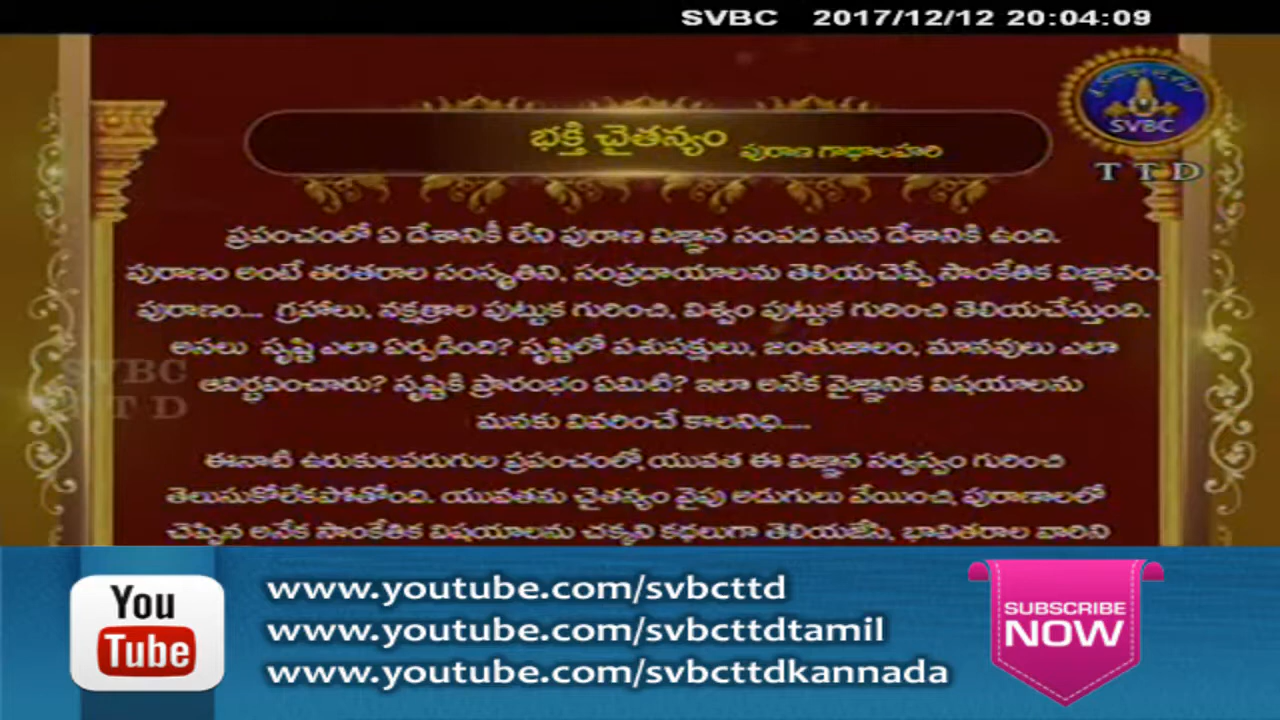 SVBC 2017/12/12 20:04:09
భక్తి చైతన్యం పురాణ గాథాలహరి
SVBC
T T D
ప్రపంచంలో ఏ దేశానికీ లేని పురాణ విజ్ఞాన సంపద మన దేశానికి ఉంది.
పురాణం అంటే తరతరాల సంస్కృతిని, సంప్రదాయాలను తెలియచెప్పే సాంకేతిక విజ్ఞానం.
పురాణం... గ్రహాలు, నక్షత్రాల పుట్టుక గురించి, విశ్వం పుట్టుక గురించి తెలియచేస్తుంది.
అసలు సృష్టి ఎలా ఏర్పడింది? సృష్టిలో పశుపక్షులు, జంతుజాలం, మానవులు ఎలా
ఆవిర్భవించారు? సృష్టికి ప్రారంభం ఏమిటి? ఇలా అనేక వైజ్ఞానిక విషయాలను
మనకు వివరించే కాలనిధి.....
ఈనాటి ఉరుకులపరుగుల ప్రపంచంలో, యువత ఈ విజ్ఞాన సర్వస్వం గురించి
తెలుసుకోలేకపోతోంది. యువతను చైతన్యం వైపు అడుగులు వేయించి, పురాణాలలో
చెప్పిన అనేక సాంకేతిక విషయాలను చక్కని కథలుగా తెలియజేసి, భావితరాల వారిని
SVBC
T T D
You
Tube
www.youtube.com/svbcttd
www.youtube.com/svbcttdtamil
www.youtube.com/svbcttdkannada
SUBSCRIBE
NOW